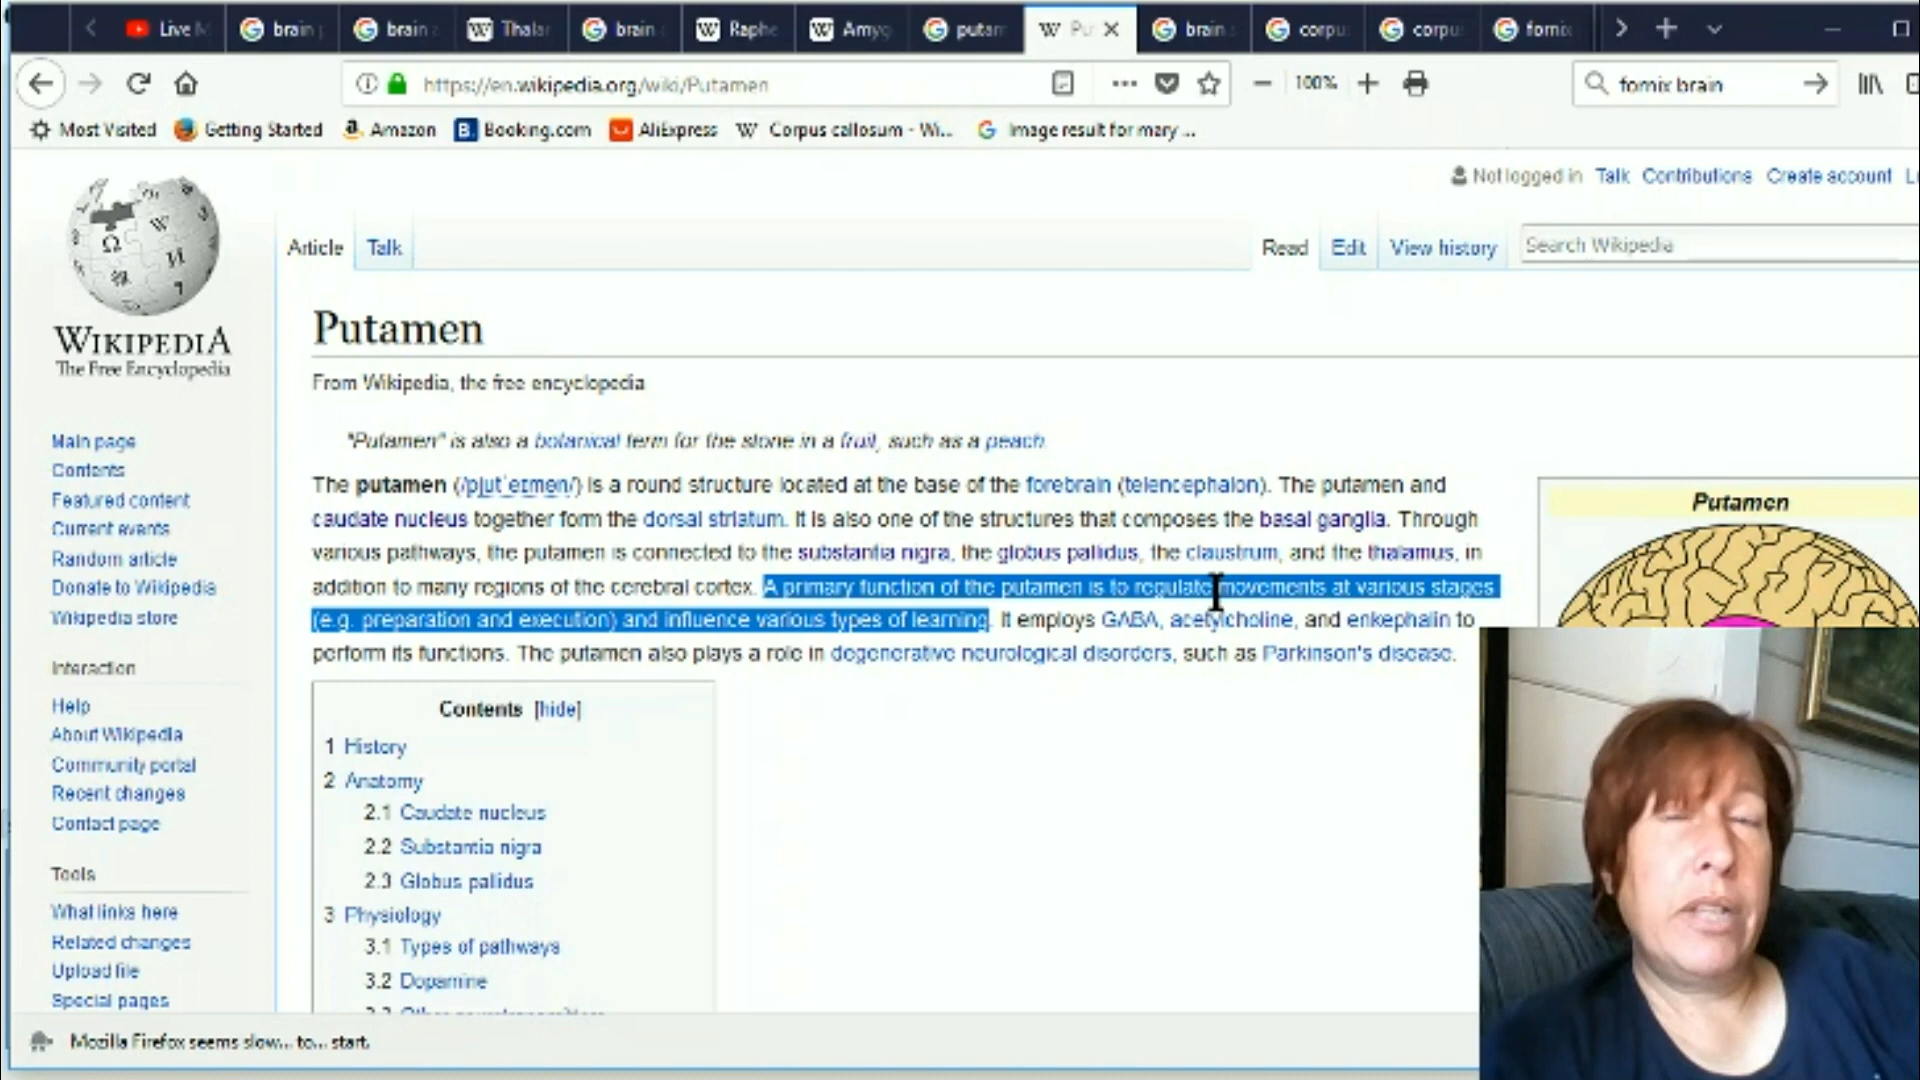 Live M
brain p
brain a
Thalar
brain
Raphe
Amyg
putam
Pu
brain s
corpu
corpu
fornix
https://en.wikipedia.org/wiki/Putamen
100%
fornix brain
Most Visited
Getting Started
Amazon
B.
Booking.com
AliExpress
Corpus callosum - Wi...
Image result for mary ...
Not logged in
Talk
Contributions
Create account
Article
Talk
Read
Edit
View history
Search Wikipedia
WIKIPEDIA
The Free Encyclopedia
Main page
Contents
Featured content
Current events
Random article
Donate to Wikipedia
Wikipedia store
Interaction
Help
About Wikipedia
Community portal
Recent changes
Contact page
Tools
What links here
Related changes
Upload file
Special pages
Putamen
From Wikipedia, the free encyclopedia
"Putamen" is also a botanical term for the stone in a fruit, such as a peach.
The putamen (/pjutˈeɪmən/) is a round structure located at the base of the forebrain (telencephalon). The putamen and
caudate nucleus together form the dorsal striatum. It is also one of the structures that composes the basal ganglia. Through
various pathways, the putamen is connected to the substantia nigra, the globus pallidus, the claustrum, and the thalamus, in
addition to many regions of the cerebral cortex. A primary function of the putamen is to regulate movements at various stages
(e.g. preparation and execution) and influence various types of learning. It employs GABA, acetylcholine, and enkephalin to
perform its functions. The putamen also plays a role in degenerative neurological disorders, such as Parkinson's disease.
Putamen
Contents [hide]
1 History
2 Anatomy
2.1 Caudate nucleus
2.2 Substantia nigra
2.3 Globus pallidus
3 Physiology
3.1 Types of pathways
3.2 Dopamine
Mozilla Firefox seems slow... to... start.